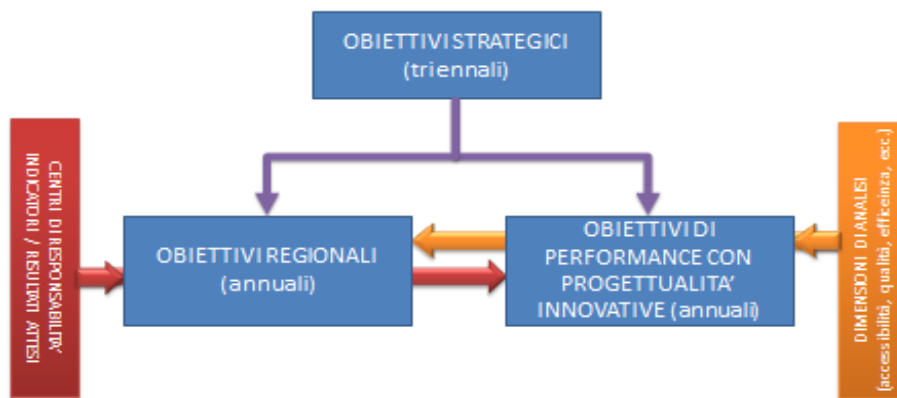 OBIETTIVI STRATEGICI
(triennali)
CENTRI DI RESPONSABILITA'
INDICATORI / RISULTATI ATTESI
OBIETTIVI REGIONALI
(annuali)
OBIETTIVI DI
PERFORMANCE CON
PROGETTUALITA'
INNOVATIVE (annuali)
DIMENSIONI DI ANALISI
(accessibilità, qualità, efficeinza, ecc.)